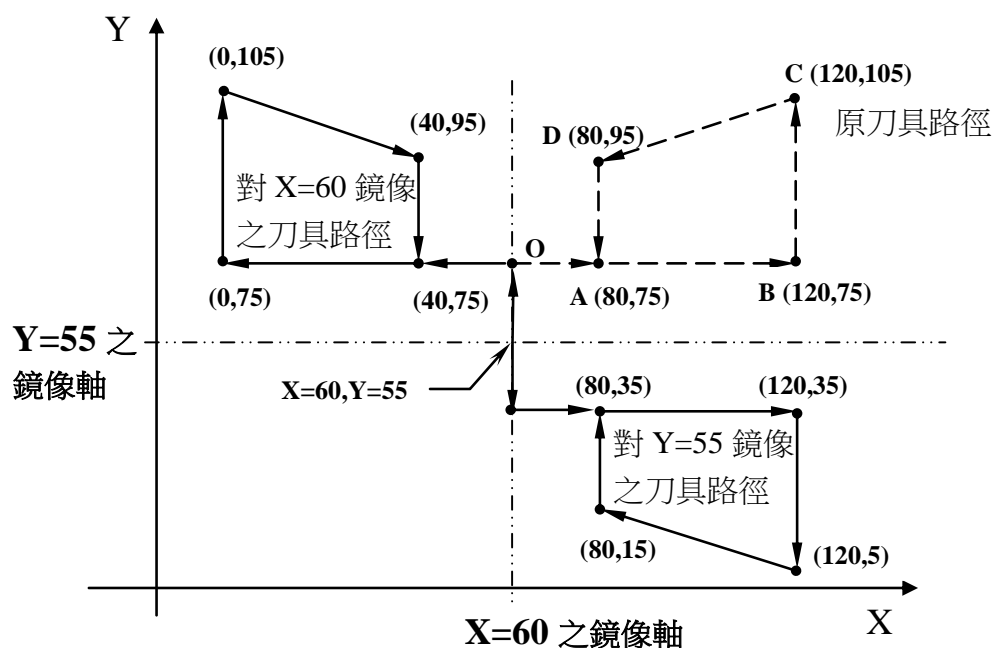 Y
(0,105)
C (120,105)
原刀具路徑
(40,95)
D (80,95)
對 X=60 鏡像
之刀具路徑
O
(0,75)
(40,75)
A (80,75)
B (120,75)
Y=55 之
鏡像軸
X=60,Y=55
(80,35)
(120,35)
對 Y=55 鏡像
之刀具路徑
(80,15)
(120,5)
X
X=60 之鏡像軸